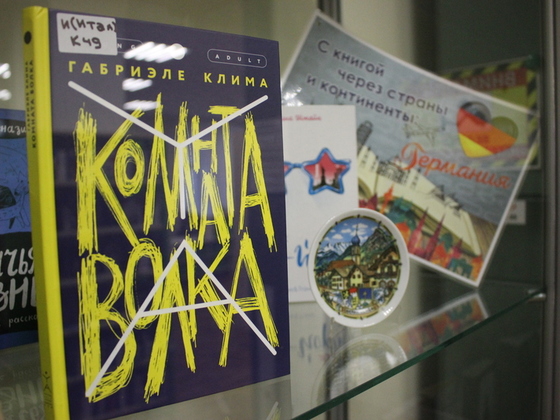 И(Итал)
К49
ADULT
ГАБРИЭЛЕ КЛИМА
КОМНАТА
ВОЛКА
С книгой
через страны
и континенты:
Германия